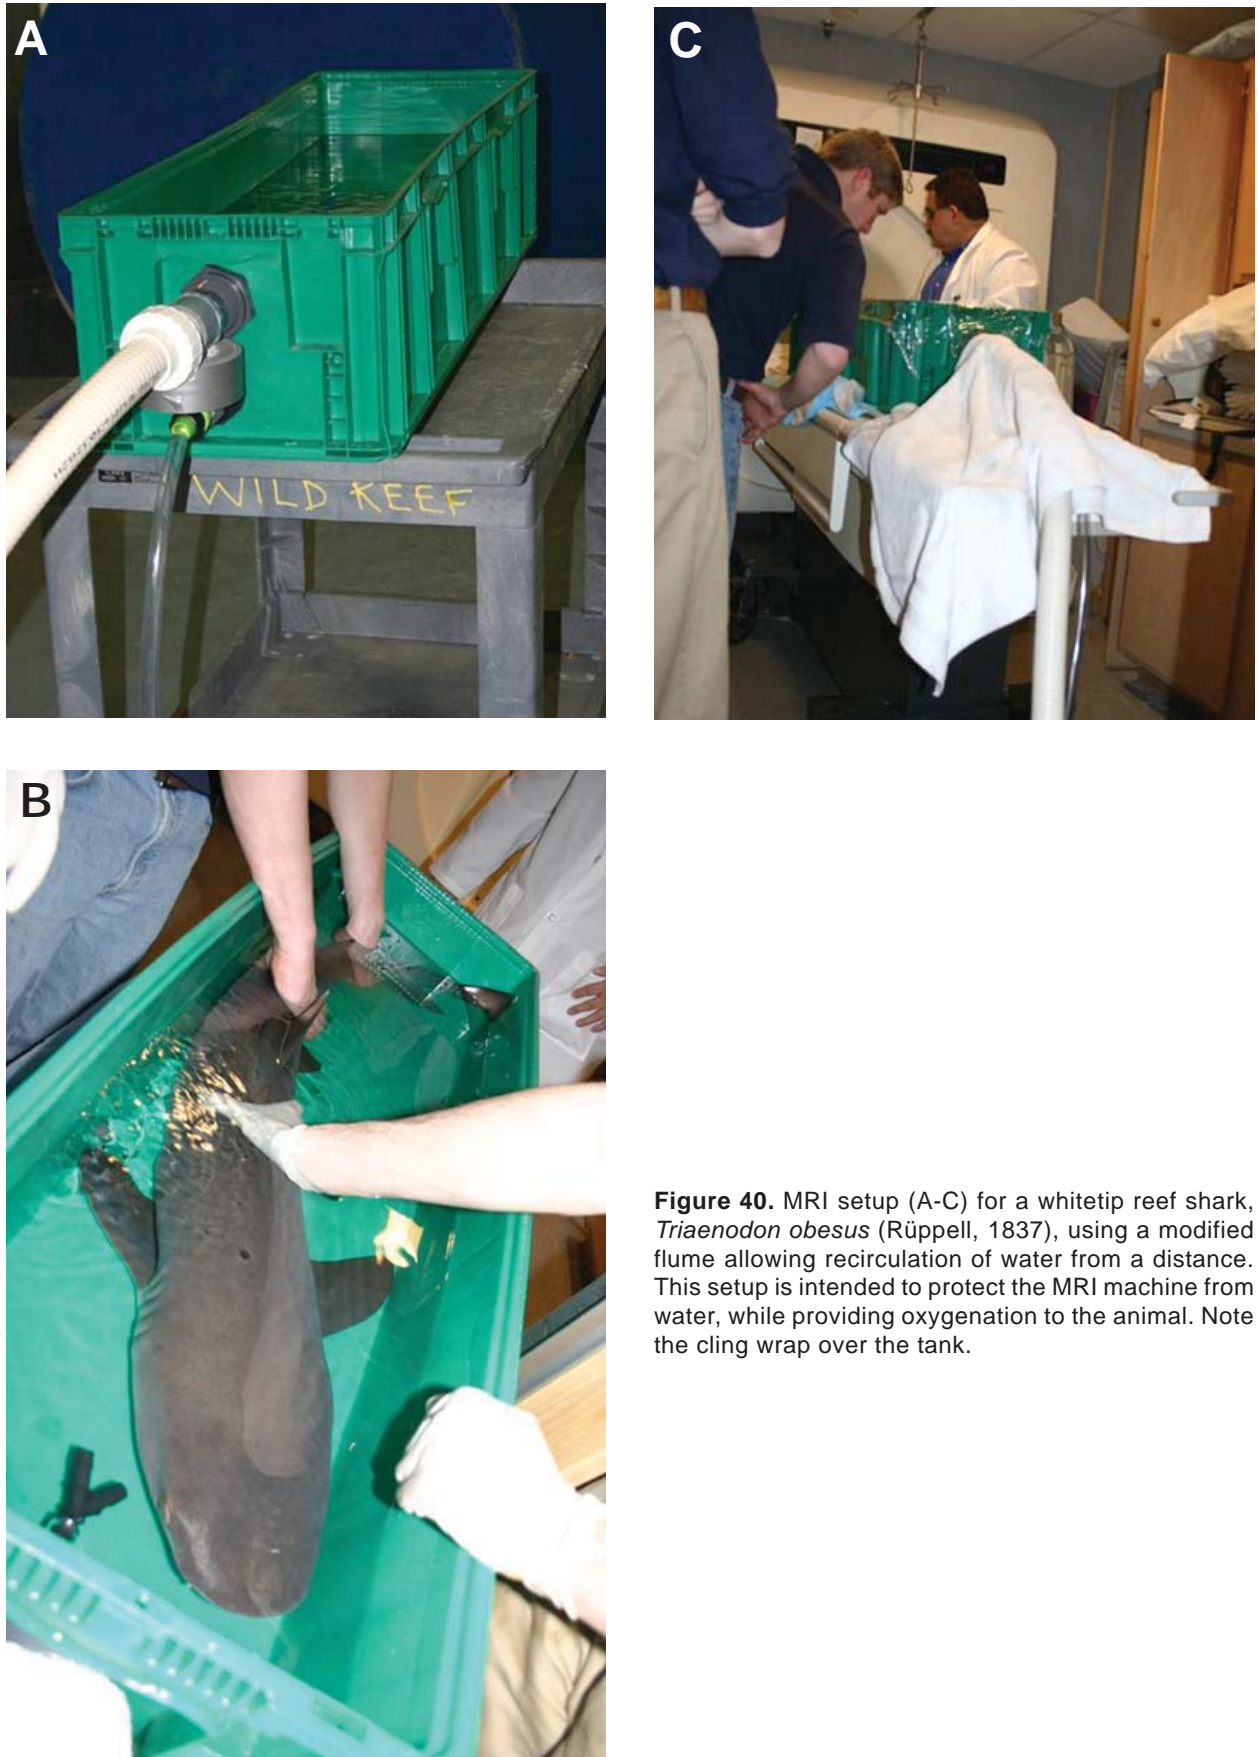 A
WILD KEEF
C
B
Figure 40. MRI setup (A-C) for a whitetip reef shark,
Triaenodon obesus (Rüppell, 1837), using a modified
flume allowing recirculation of water from a distance.
This setup is intended to protect the MRI machine from
water, while providing oxygenation to the animal. Note
the cling wrap over the tank.